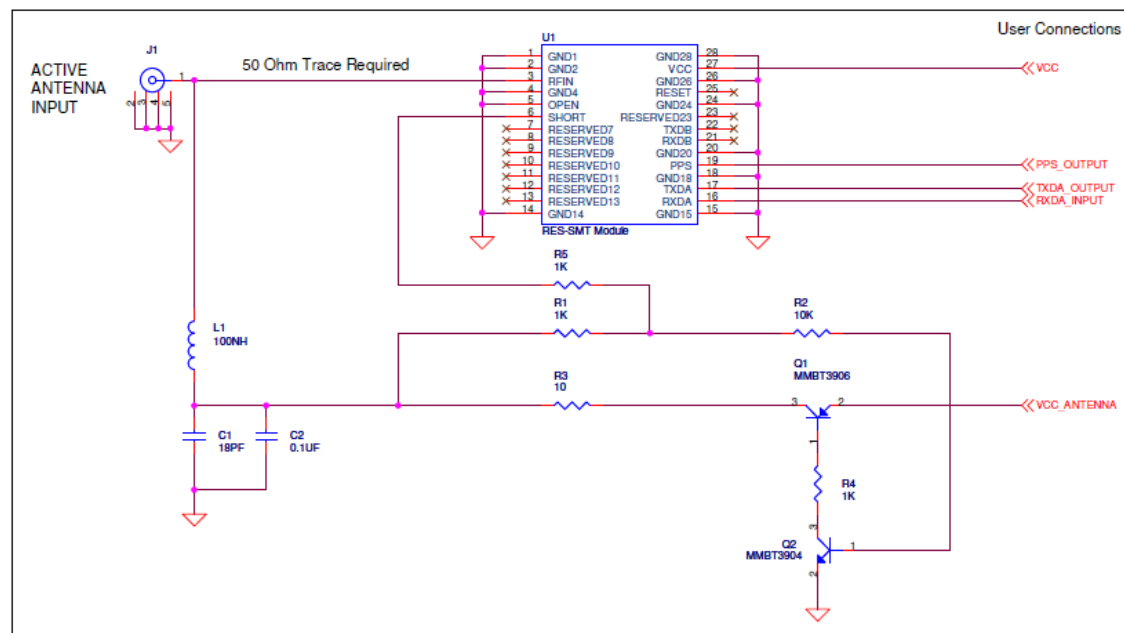 User Connections
ACTIVE
ANTENNA
INPUT
J1
1
2
3
4
5
50 Ohm Trace Required
U1
1 GND1 GND28 28
2 GND2 VCC 27
3 RFIN GND26 26
4 GND4 RESET 25
5 OPEN GND24 24
6 SHORT RESERVED23 23
7 RESERVED7 TXDB 22
8 RESERVED8 RXDB 21
9 RESERVED9 GND20 20
10 RESERVED10 PPS 19
11 RESERVED11 GND18 18
12 RESERVED12 TXDA 17
13 RESERVED13 RXDA 16
14 GND14 GND15 15
RES-SMT Module
VCC
PPS_OUTPUT
TXDA_OUTPUT
RXDA_INPUT
R5
1K
R1
1K
R2
10K
L1
100NH
R3
10
Q1
MMBT3906
3
2
1
VCC_ANTENNA
C1
18PF
C2
0.1UF
R4
1K
3
Q2
MMBT3904
1
2